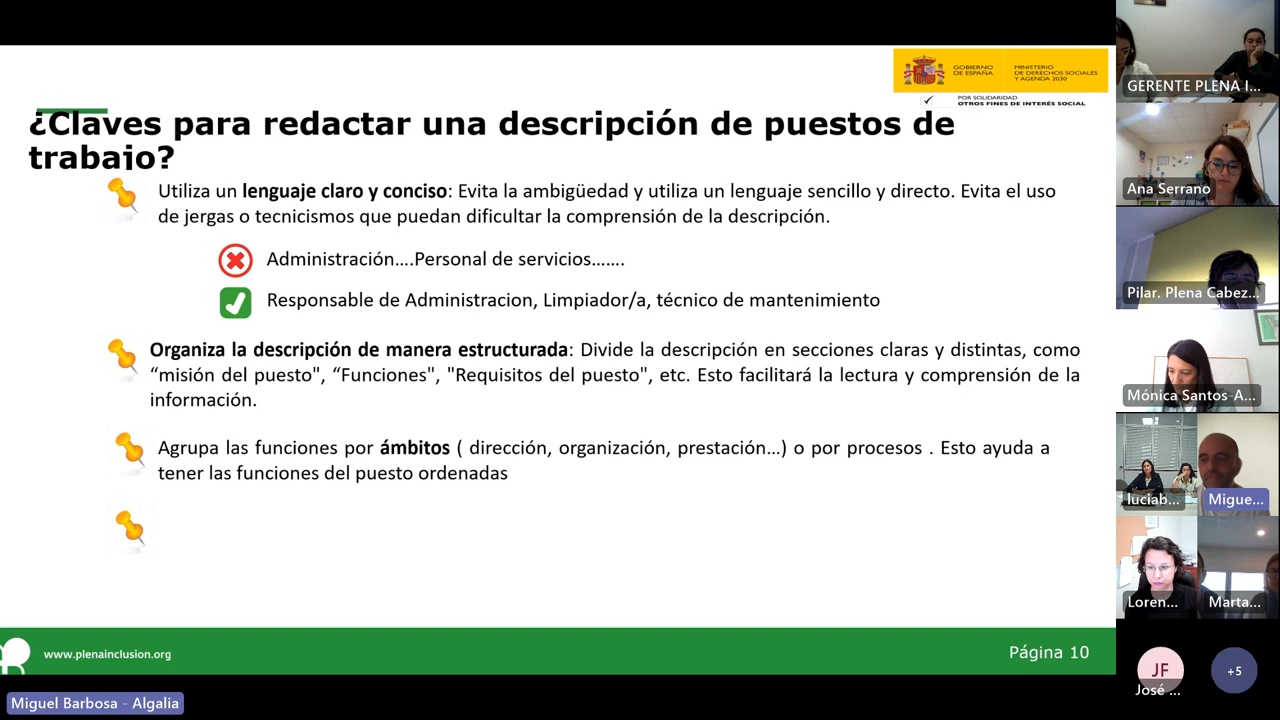 GOBIERNO
DE ESPAÑA
MINISTERIO
DE DERECHOS SOCIALES
Y AGENDA 2030
POR SOLIDARIDAD
OTROS FINES DE INTERÉS SOCIAL
¿Claves para redactar una descripción de puestos de
trabajo?
Utiliza un lenguaje claro y conciso: Evita la ambigüedad y utiliza un lenguaje sencillo y directo. Evita el uso
de jergas o tecnicismos que puedan dificultar la comprensión de la descripción.
Administración....Personal de servicios.......
Responsable de Administracion, Limpiador/a, técnico de mantenimiento
Organiza la descripción de manera estructurada: Divide la descripción en secciones claras y distintas, como
“misión del puesto", “Funciones", "Requisitos del puesto", etc. Esto facilitará la lectura y comprensión de la
información.
Agrupa las funciones por ámbitos ( dirección, organización, prestación...) o por procesos . Esto ayuda a
tener las funciones del puesto ordenadas
www.plenainclusion.org
Página 10
Miguel Barbosa - Algalia
GERENTE PLENA I...
Ana Serrano
Pilar. Plena Cabez...
Mónica Santos-A...
luciab...
Migue...
Loren...
Marta...
JF
José ...
+5